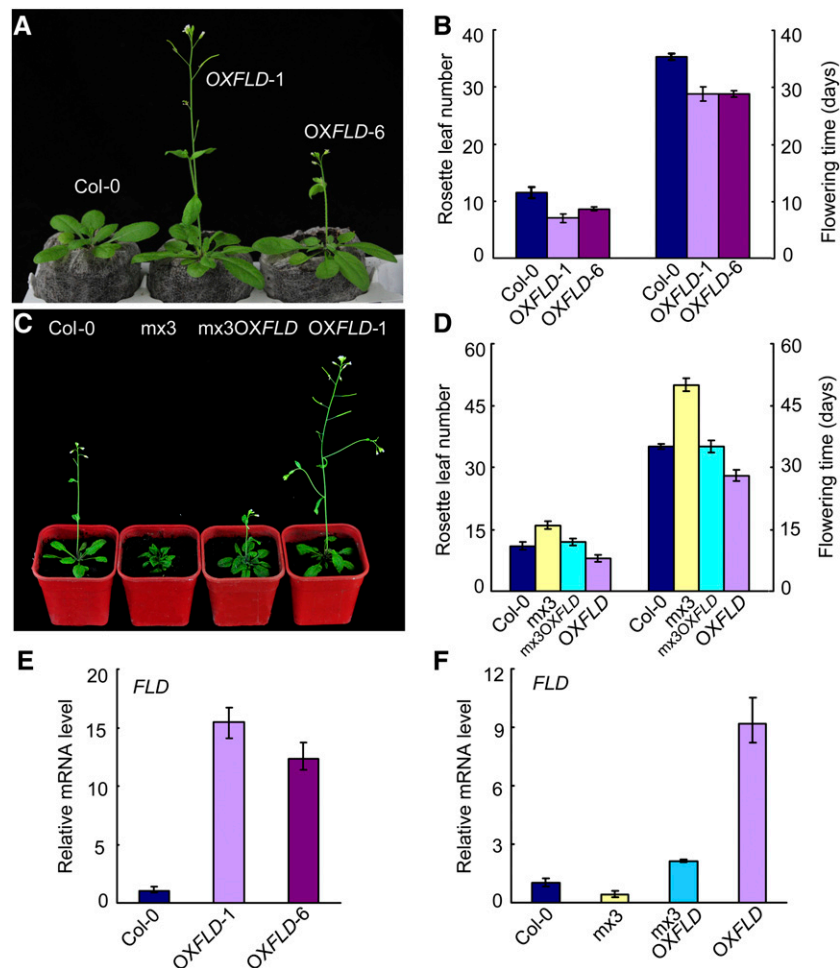 A
OXFLD-1
OXFLD-6
Col-0
B
Rosette leaf number
40
30
20
10
0
Col-0
OXFLD-1
OXFLD-6
Col-0
OXFLD-1
OXFLD-6
40
30
20
10
0
Flowering time (days)
C
Col-0 mx3 mx3OXFLD OXFLD-1
D
Rosette leaf number
60
45
30
15
0
Col-0
mx3
mx3OXFLD
OXFLD
Col-0
mx3
mx3OXFLD
OXFLD
60
45
30
15
0
Flowering time (days)
E
FLD
Relative mRNA level
20
15
10
5
0
Col-0
OXFLD-1
OXFLD-6
F
FLD
Relative mRNA level
12
9
6
3
0
Col-0
mx3
mx3
OXFLD
OXFLD